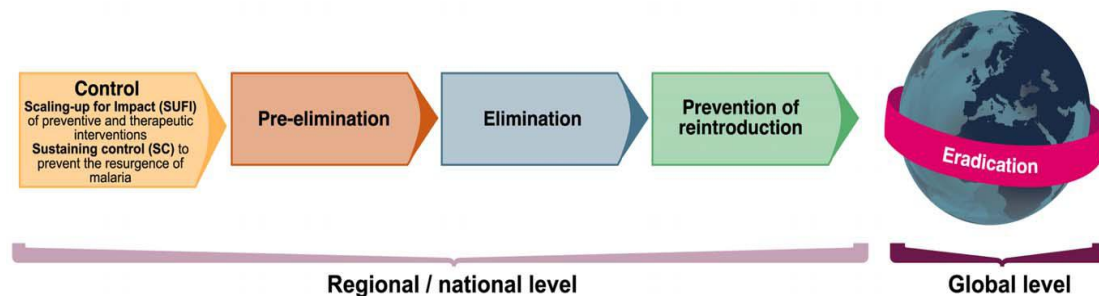 Control
Scaling-up for Impact (SUFI)
of preventive and therapeutic
interventions
Sustaining control (SC) to
prevent the resurgence of
malaria
Pre-elimination
Elimination
Prevention of
reintroduction
Eradication
Regional / national level
Global level